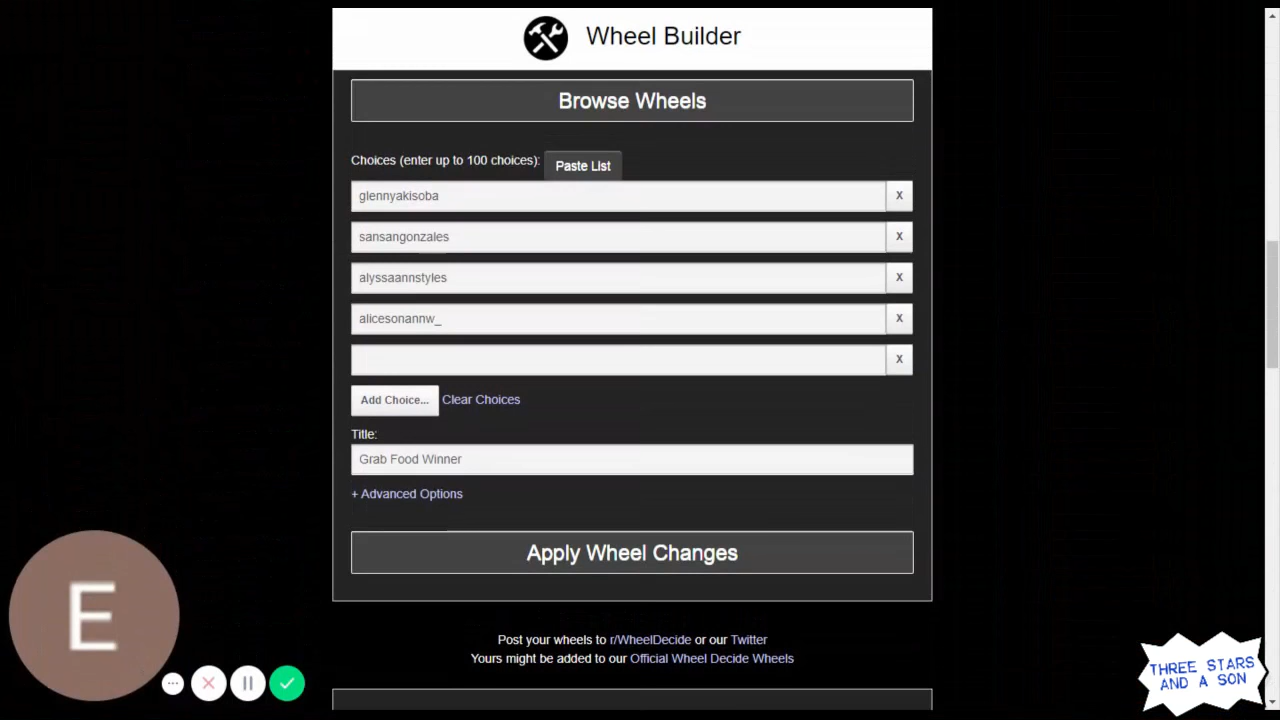 Wheel Builder
Browse Wheels
Choices (enter up to 100 choices):
Paste List
glennyakisoba
X
sansangonzales
X
alyssaannstyles
X
alicesonannw_
X
X
Add Choice...
Clear Choices
Title:
Grab Food Winner
+ Advanced Options
Apply Wheel Changes
Post your wheels to r/WheelDecide or our Twitter
Yours might be added to our Official Wheel Decide Wheels
E
THREE STARS
AND A SON